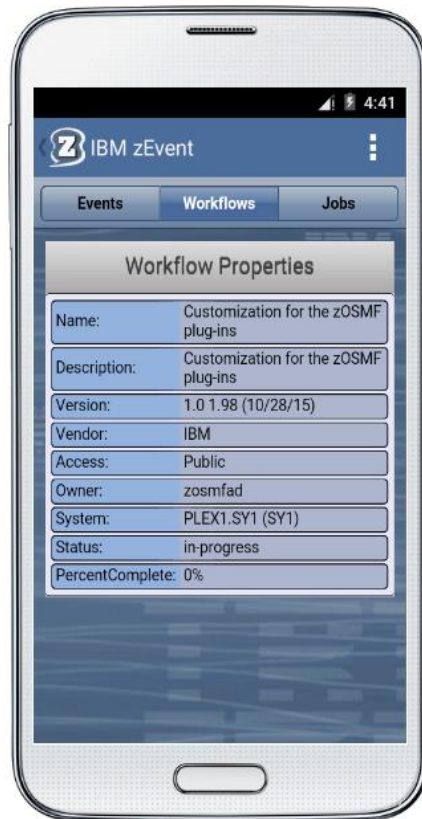 4:41
Z IBM zEvent
Events Workflows Jobs
Workflow Properties
Name: Customization for the zOSMF
plug-ins
Description: Customization for the zOSMF
plug-ins
Version: 1.0 1.98 (10/28/15)
Vendor: IBM
Access: Public
Owner: zosmfad
System: PLEX1.SY1 (SY1)
Status: in-progress
PercentComplete: 0%